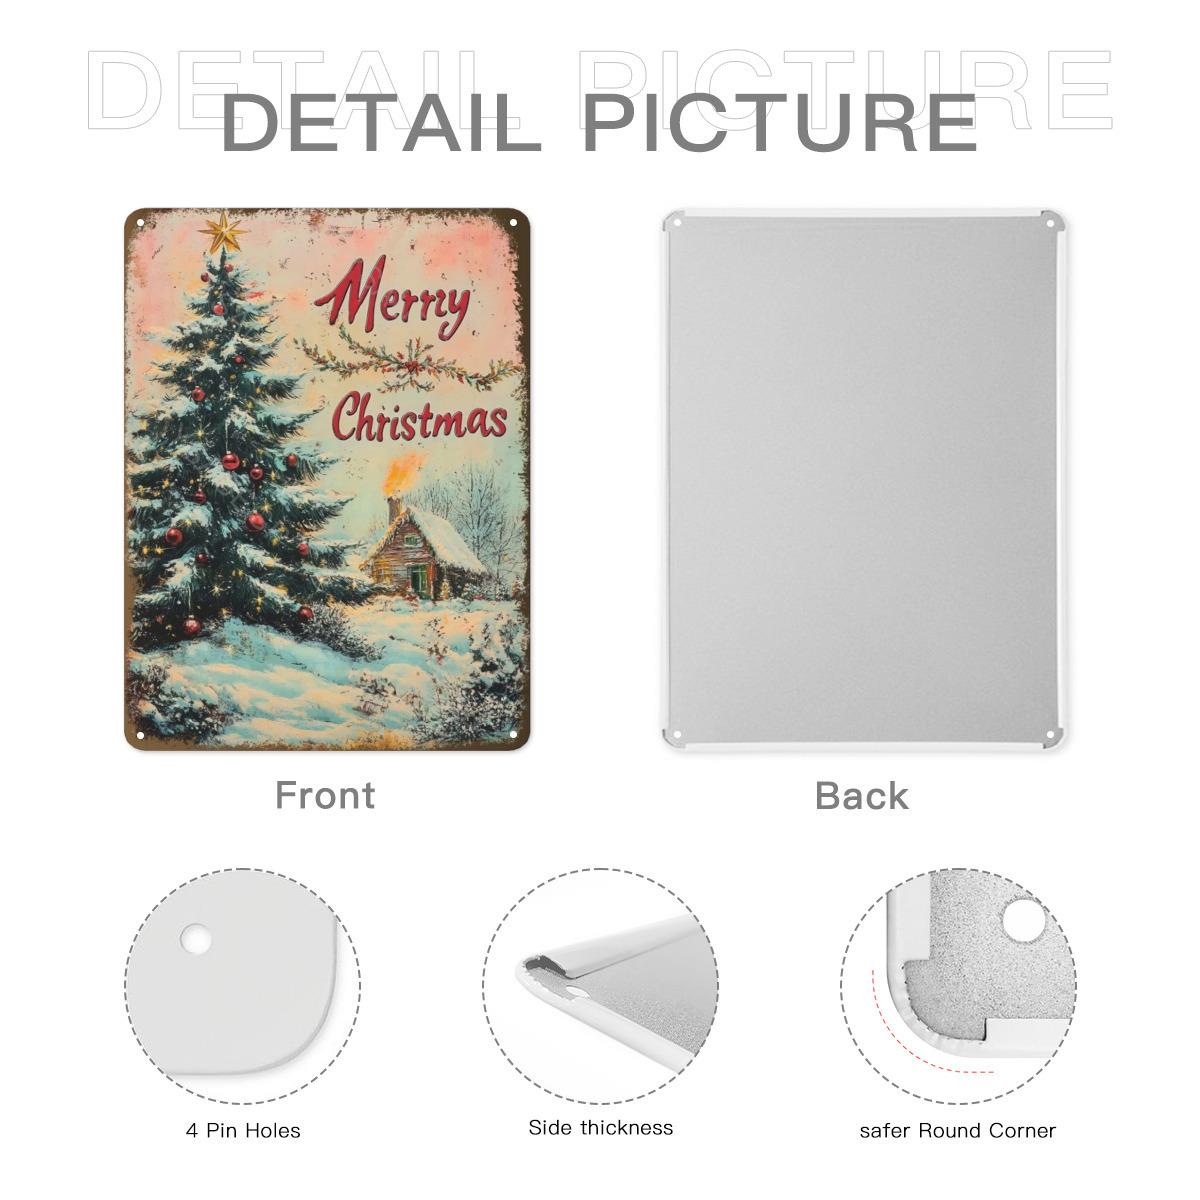 DETAIL PICTURE
DETAIL PICTURE
Merry
Christmas
Front
Back
4 Pin Holes
Side thickness
safer Round Corner